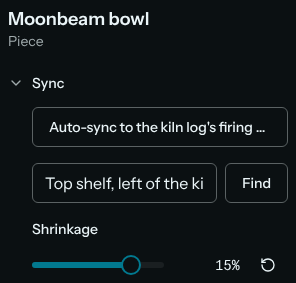 Moonbeam bowl
Piece
Sync
Auto-sync to the kiln log's firing ...
Top shelf, left of the ki
Find
Shrinkage
15%